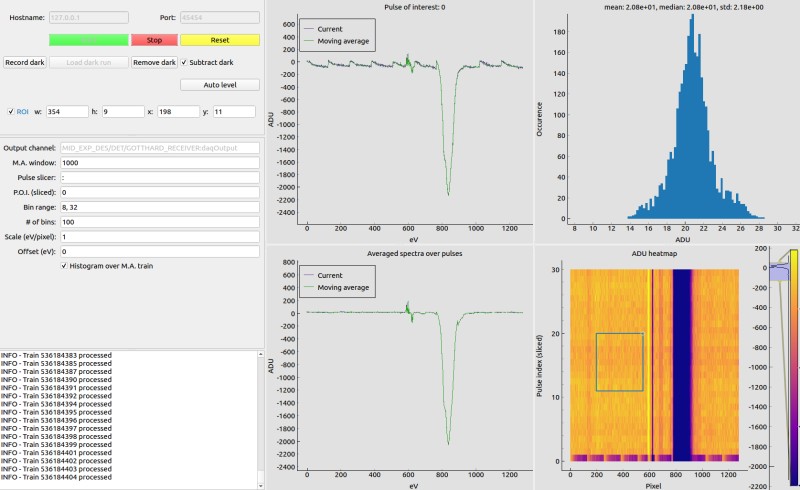 Hostname: 127.0.0.1 Port: 45454
Stop Reset
Record dark Load dark run Remove dark Subtract dark
Auto level
ROI w: 354 h: 9 x: 198 y: 11
Output channel: MID_EXP_DES/DET/GOTTHARD_RECEIVER:daqOutput
M.A. window: 1000
Pulse slicer: :
P.O.I. (sliced): 0
Bin range: 8, 32
# of bins: 100
Scale (eV/pixel): 1
Offset (eV): 0
Histogram over M.A. train
INFO - Train 536184383 processed
INFO - Train 536184385 processed
INFO - Train 536184387 processed
INFO - Train 536184390 processed
INFO - Train 536184391 processed
INFO - Train 536184392 processed
INFO - Train 536184394 processed
INFO - Train 536184395 processed
INFO - Train 536184396 processed
INFO - Train 536184397 processed
INFO - Train 536184398 processed
INFO - Train 536184399 processed
INFO - Train 536184401 processed
INFO - Train 536184402 processed
INFO - Train 536184403 processed
INFO - Train 536184404 processed
Pulse of interest: 0
Current
Moving average
600
400
200
0
-200
-400
-600
-800
-1000
-1200
-1400
-1600
-1800
-2000
-2200
-2400
ADU
0 200 400 600 800 1000 1200
eV
mean: 2.08e+01, median: 2.08e+01, std: 2.18e+00
180
160
140
120
100
80
60
40
20
0
Occurence
8 10 12 14 16 18 20 22 24 26 28 30 32
ADU
Averaged spectra over pulses
Current
Moving average
800
600
400
200
0
-200
-400
-600
-800
-1000
-1200
-1400
-1600
-1800
-2000
-2200
-2400
ADU
0 200 400 600 800 1000 1200
eV
ADU heatmap
30
20
10
0
Pulse index (sliced)
0 200 400 600 800 1000 1200
Pixel
200
0
-200
-400
-600
-800
-1000
-1200
-1400
-1600
-1800
-2000
-2200